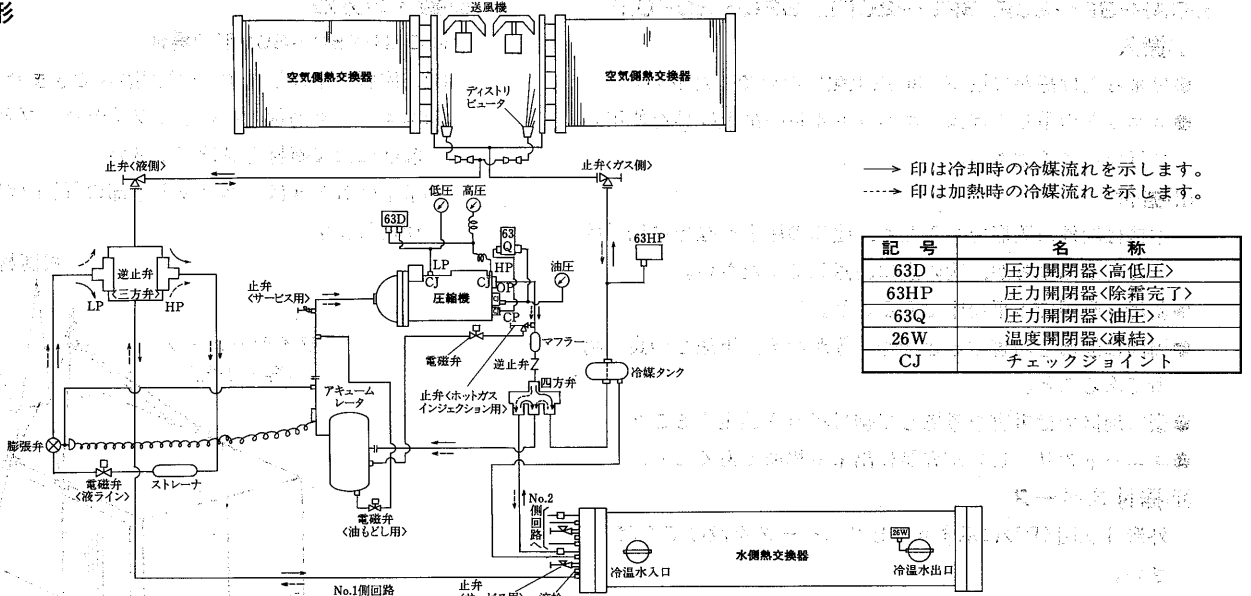 形
送風機
空気側熱交換器
空気側熱交換器
ディストリ
ビュータ
止弁<液側>
止弁<ガス側>
──→ 印は冷却時の冷媒流れを示します。
----→ 印は加熱時の冷媒流れを示します。
低圧
高圧
63D
63
Q
63HP
油圧
LP
CJ
HP
CJ
OP
CP
圧縮機
逆止弁
<三方弁>
LP
HP
止弁
<サービス用>
電磁弁
マフラー
逆止弁
四方弁
止弁<ホットガス
インジェクション用>
冷媒タンク
アキューム
レータ
膨張弁
電磁弁
<液ライン>
ストレーナ
電磁弁
<油もどし用>
No.2
側
回
路
へ
26W
水側熱交換器
冷温水入口
冷温水出口
No.1側回路
止弁
記 号 名 称
63D 圧力開閉器<高低圧>
63HP 圧力開閉器<除霜完了>
63Q 圧力開閉器<油圧>
26W 温度開閉器<凍結>
CJ チェックジョイント